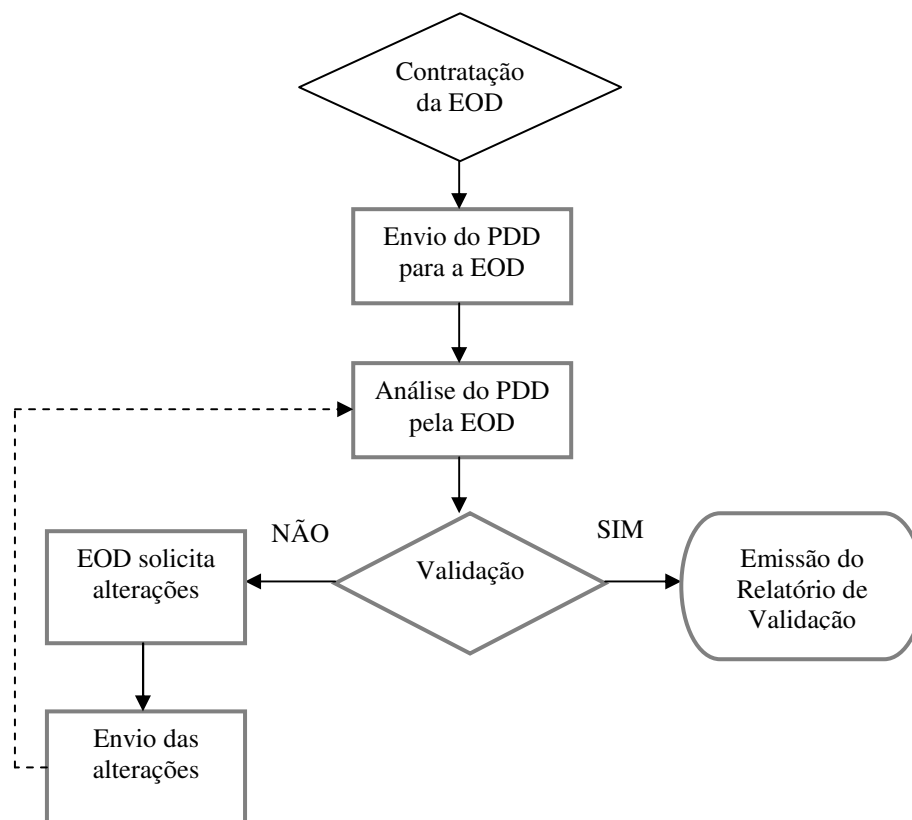 Contratação
da EOD
Envio do PDD
para a EOD
Análise do PDD
pela EOD
NÃO
SIM
EOD solicita
alterações
Validação
Emissão do
Relatório de
Validação
Envio das
alterações